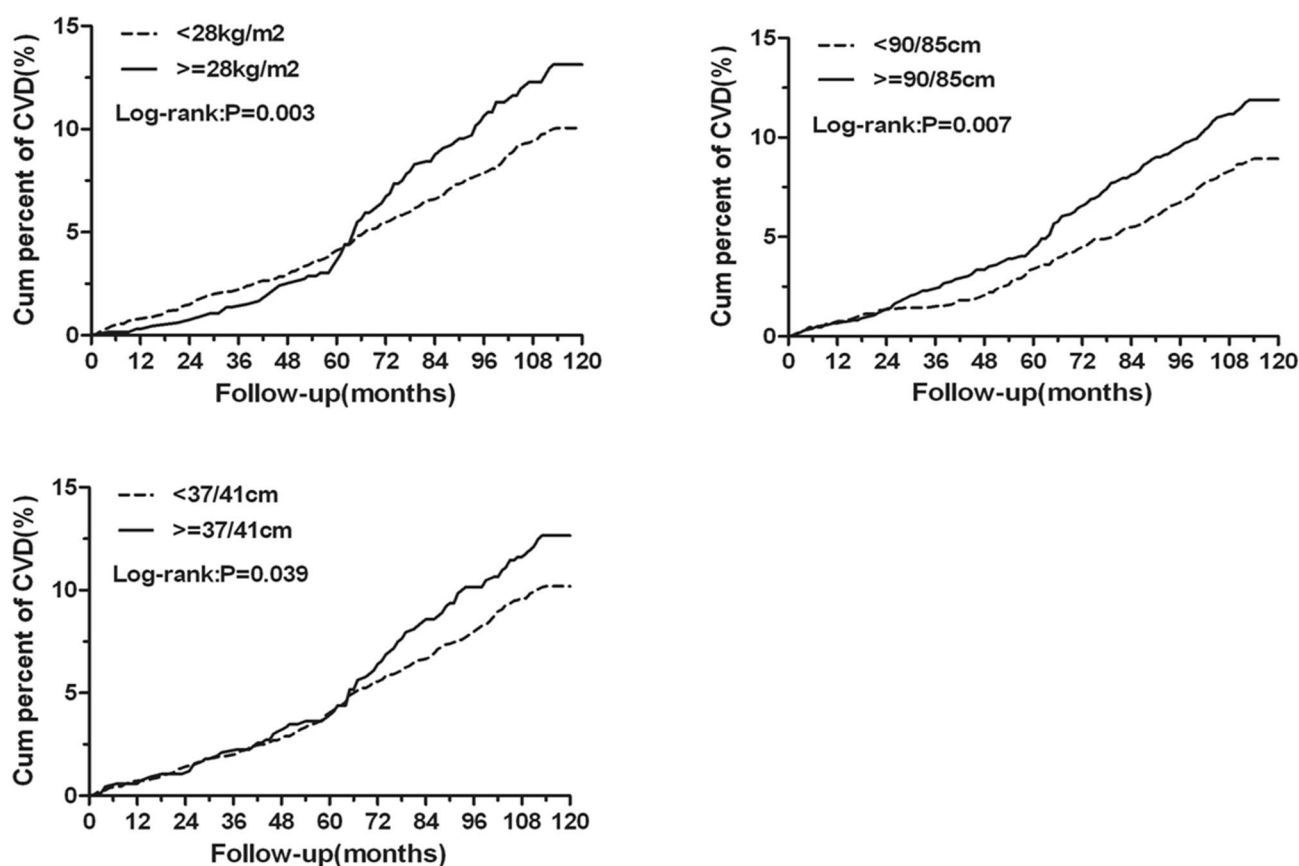 15
10
5
0
Cum percent of CVD(%)
<28kg/m2
>=28kg/m2
Log-rank:P=0.003
0 12 24 36 48 60 72 84 96 108 120
Follow-up(months)
15
10
5
0
Cum percent of CVD(%)
<90/85cm
>=90/85cm
Log-rank:P=0.007
0 12 24 36 48 60 72 84 96 108 120
Follow-up(months)
15
10
5
0
Cum percent of CVD(%)
<37/41cm
>=37/41cm
Log-rank:P=0.039
0 12 24 36 48 60 72 84 96 108 120
Follow-up(months)